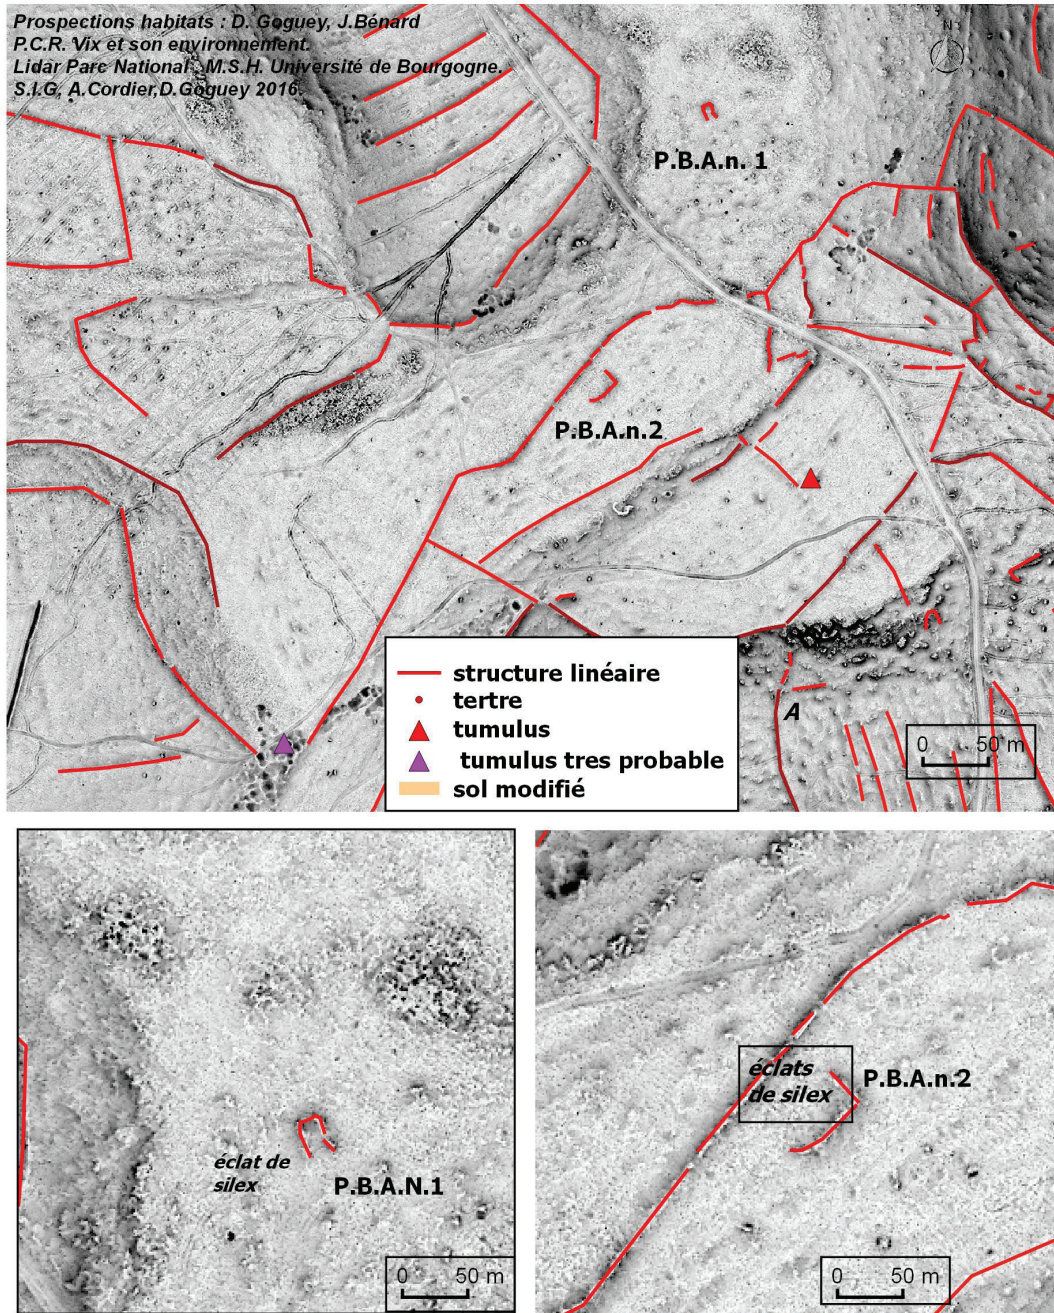 Prospections habitats : D. Goguey, J.Bénard
P.C.R. Vix et son environnement.
Lidar Parc National M.S.H. Université de Bourgogne.
S.I.G, A.Cordier,D.Goguey 2016.
N
P.B.A.n. 1
P.B.A.n.2
A
structure linéaire
tertre
tumulus
tumulus tres probable
sol modifié
0 50 m
éclat de
silex
P.B.A.N.1
0 50 m
éclats
de silex
P.B.A.n.2
0 50 m